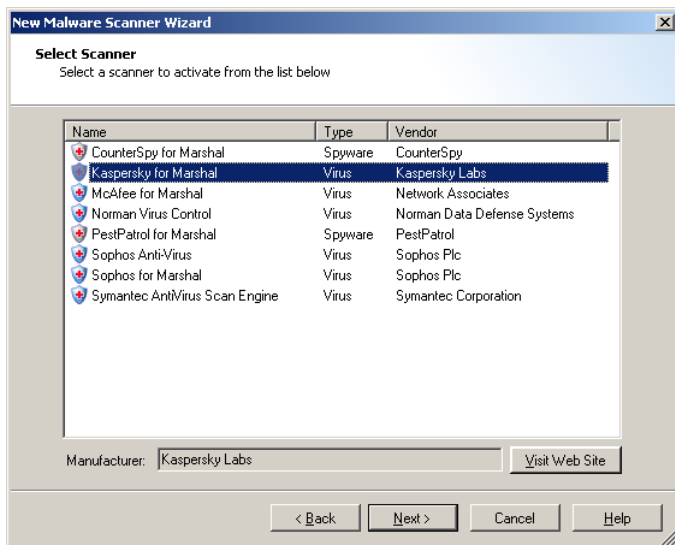 New Malware Scanner Wizard
Select Scanner
Select a scanner to activate from the list below
Name Type Vendor
CounterSpy for Marshal Spyware CounterSpy
Kaspersky for Marshal Virus Kaspersky Labs
McAfee for Marshal Virus Network Associates
Norman Virus Control Virus Norman Data Defense Systems
PestPatrol for Marshal Spyware PestPatrol
Sophos Anti-Virus Virus Sophos Plc
Sophos for Marshal Virus Sophos Plc
Symantec AntiVirus Scan Engine Virus Symantec Corporation
Manufacturer: Kaspersky Labs Visit Web Site
< Back Next > Cancel Help